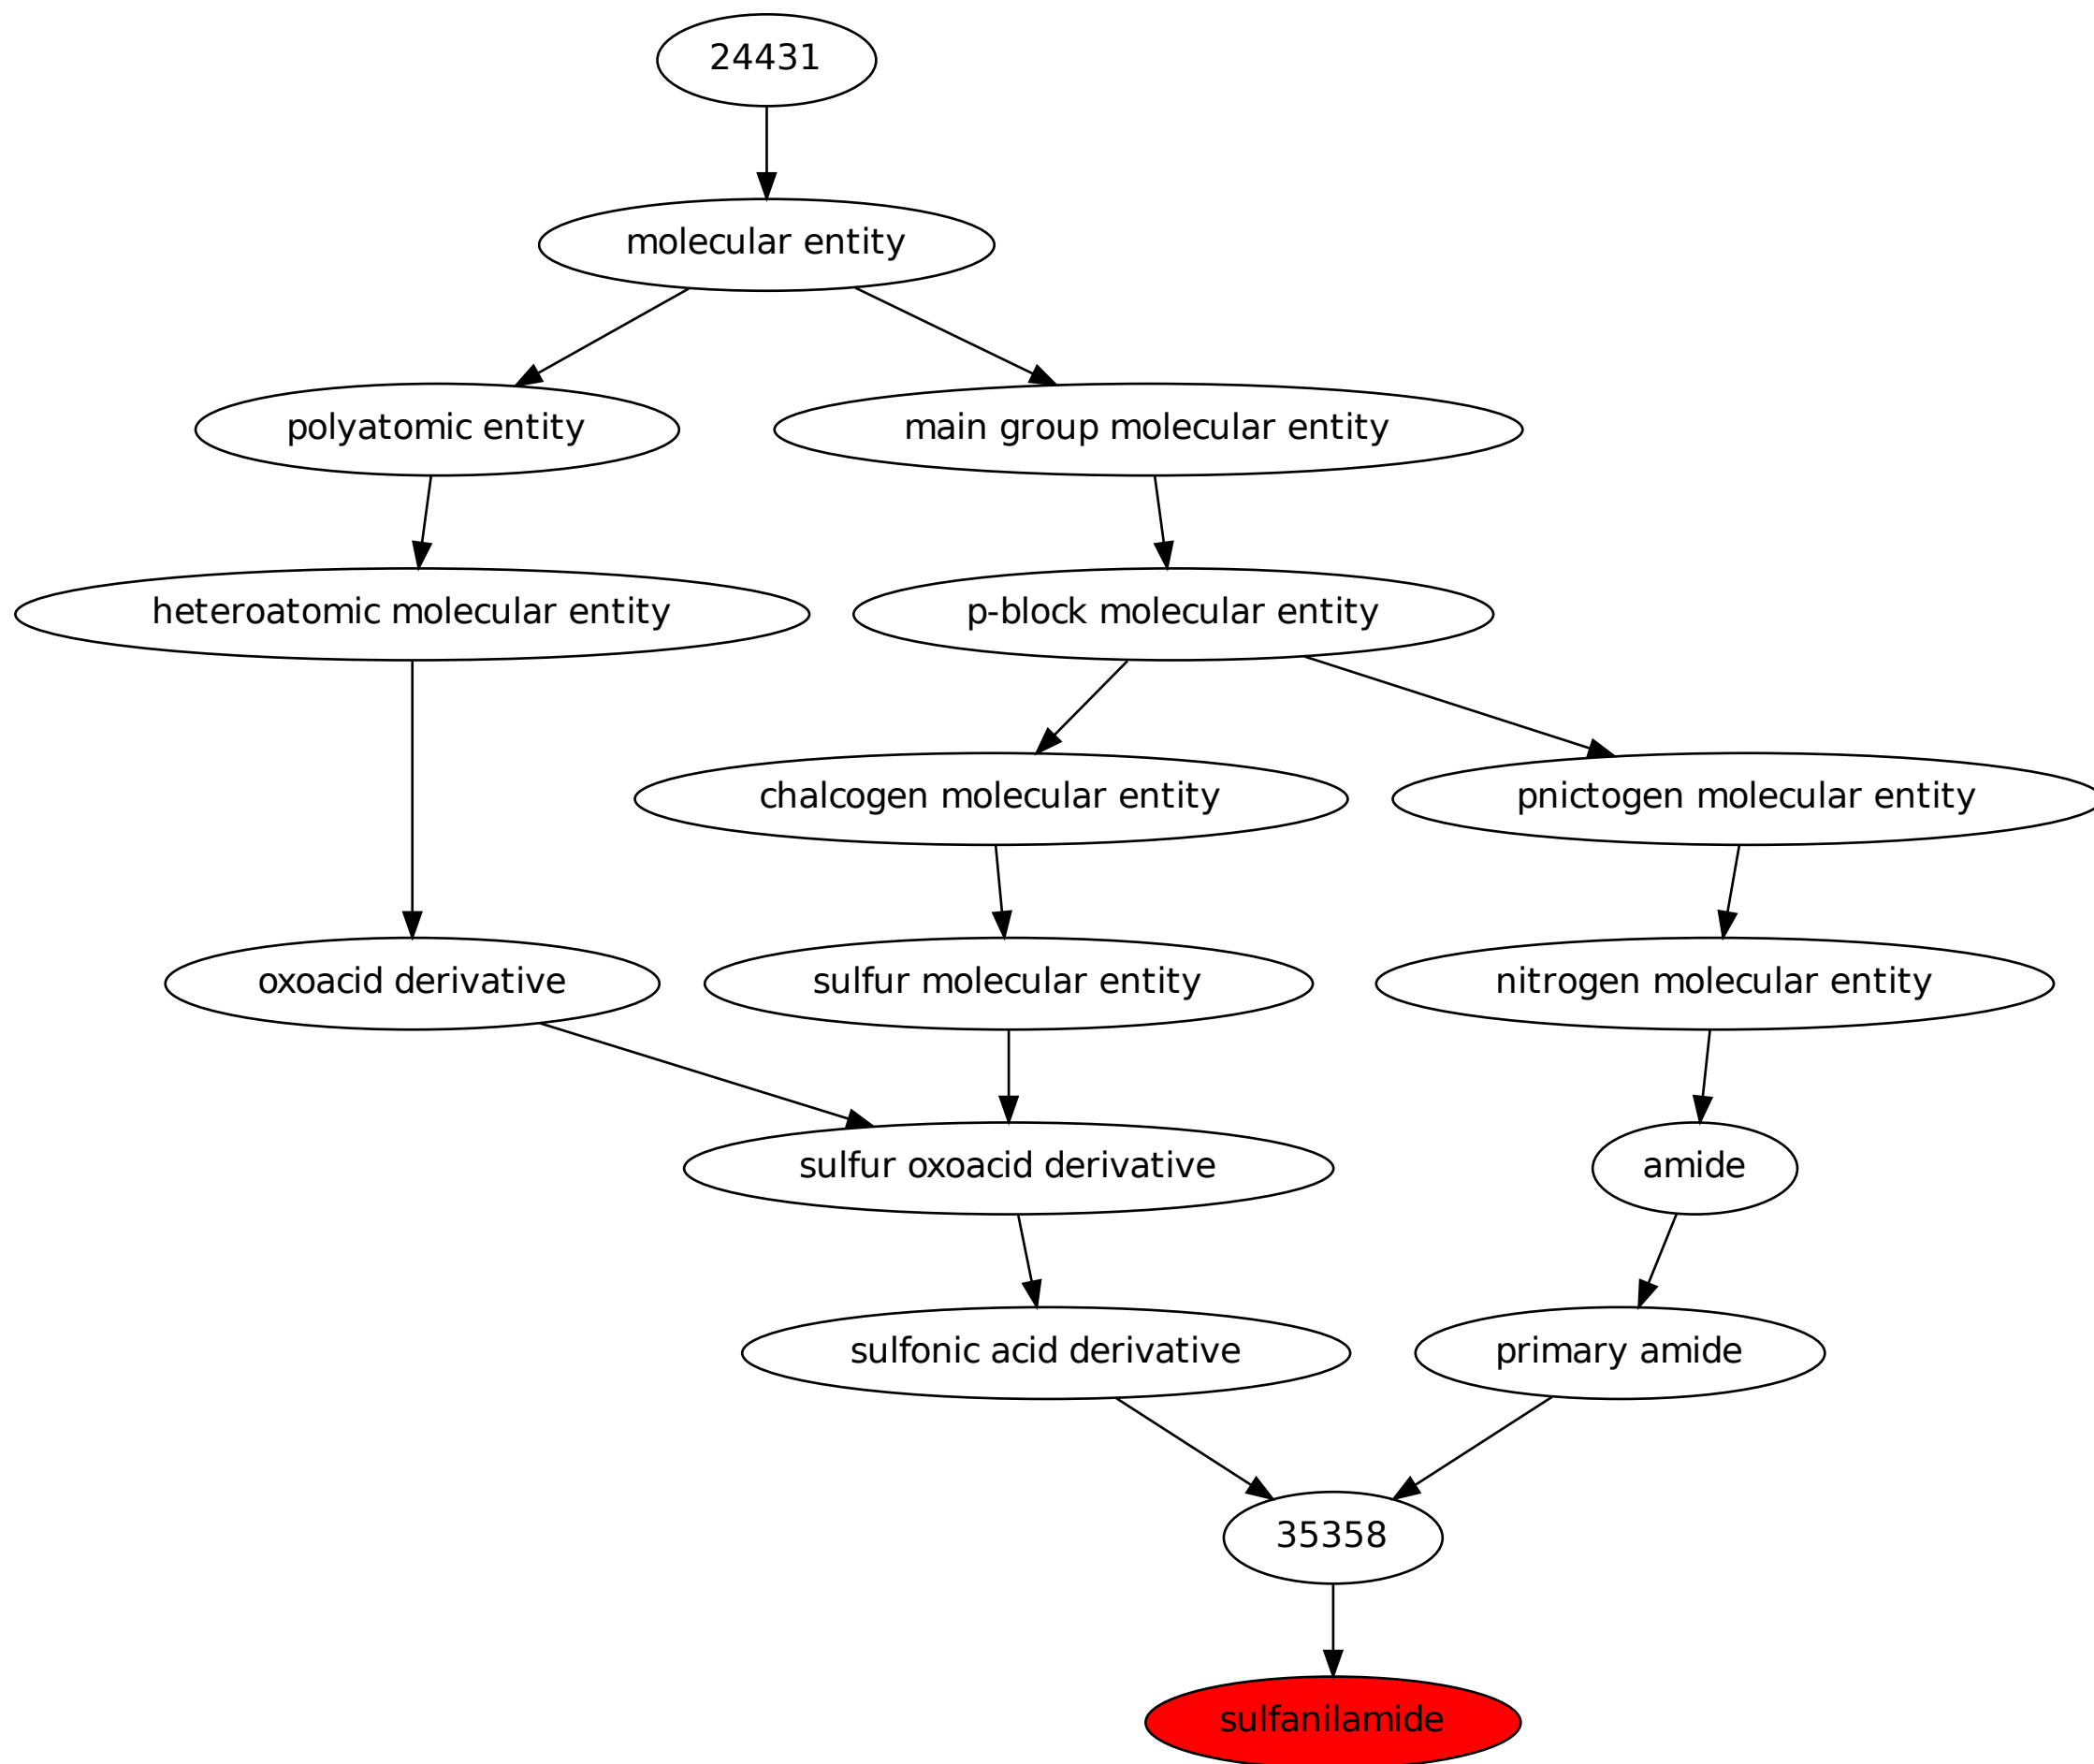 24431
molecular entity
polyatomic entity
main group molecular entity
heteroatomic molecular entity
p-block molecular entity
chalcogen molecular entity
pnictogen molecular entity
oxoacid derivative
sulfur molecular entity
nitrogen molecular entity
sulfur oxoacid derivative
amide
sulfonic acid derivative
primary amide
35358
sulfanilamide